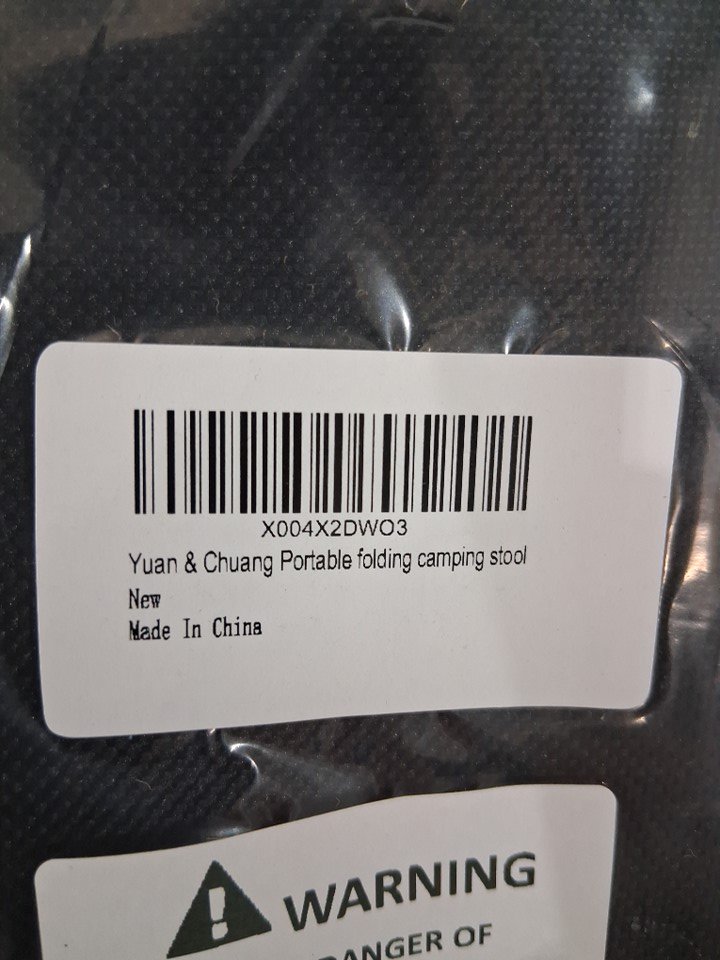 X004X2DWO3
Yuan & Chuang Portable folding camping stool
New
Made In China
WARNING
DANGER OF